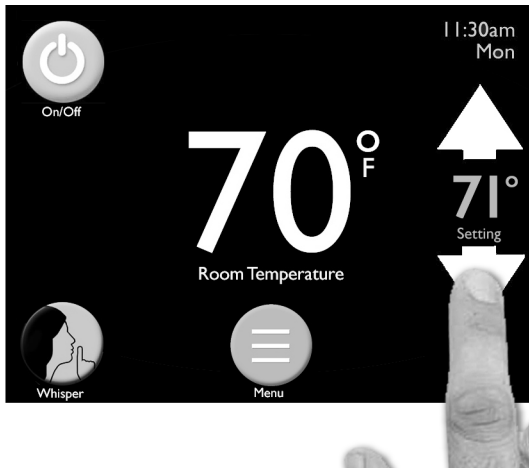 11:30am
Mon
On/Off
70°
F
71°
Setting
Room Temperature
Whisper
Menu